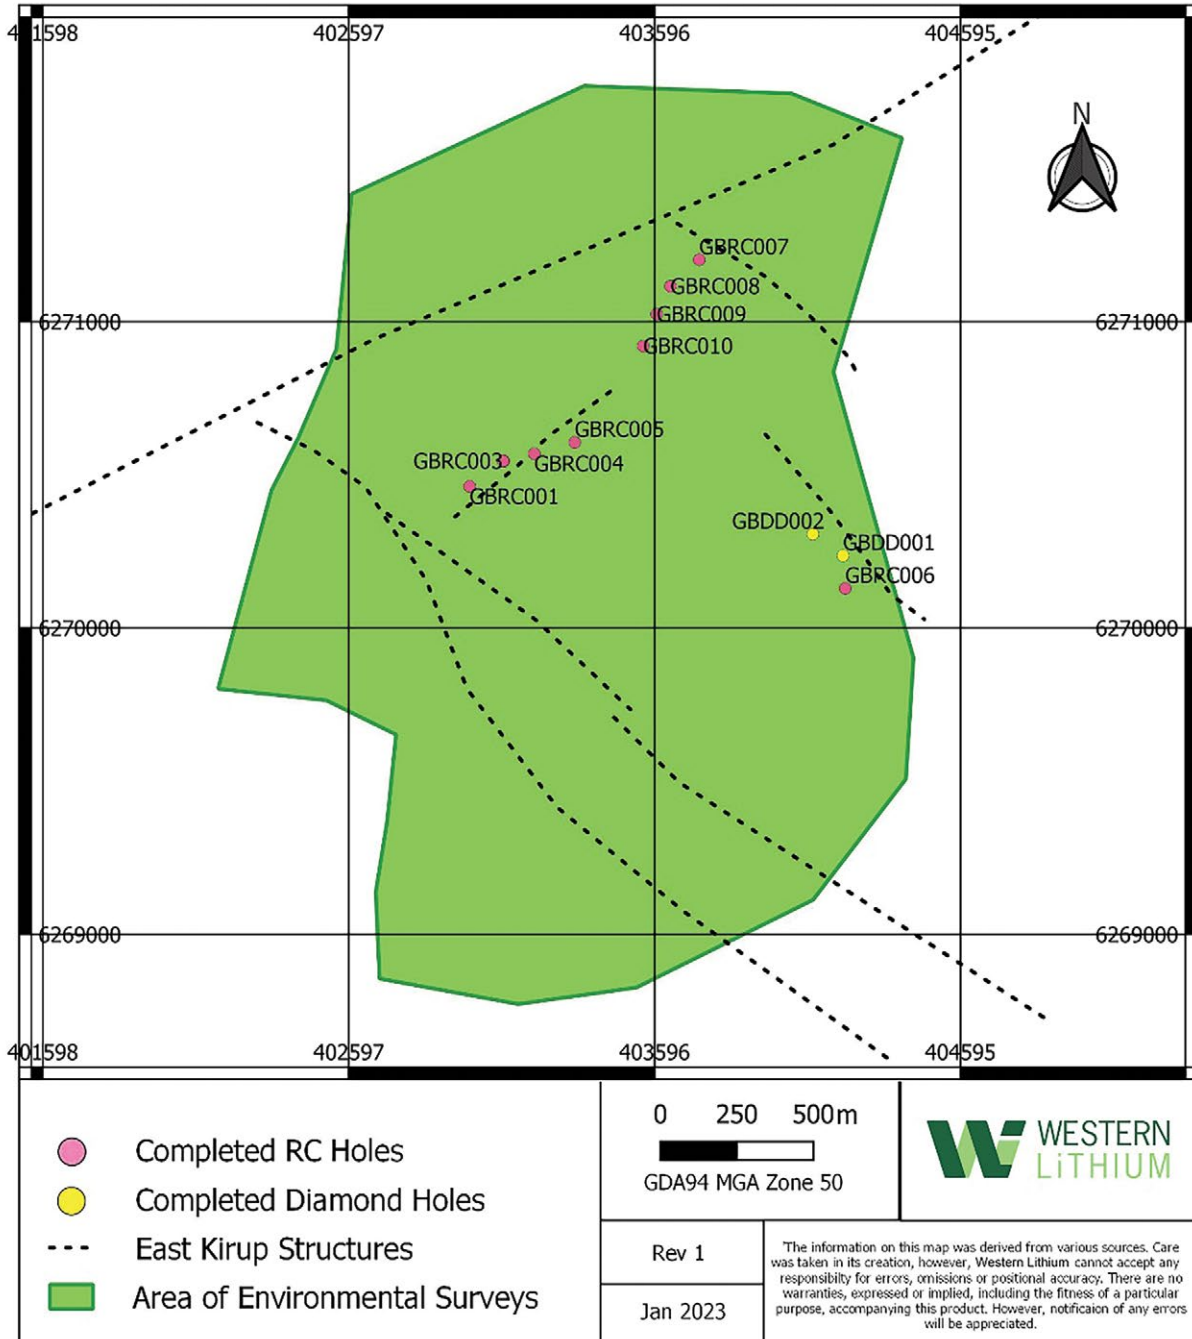 401598 402597 403596 404595
N
GBRC007
GBRC008
6271000 GBRC009 6271000
GBRC010
GBRC005
GBRC003 GBRC004
GBRC001
GBDD002
GBDD001
GBRC006
6270000 6270000
6269000 6269000
401598 402597 403596 404595
Completed RC Holes
Completed Diamond Holes
East Kirup Structures
Area of Environmental Surveys
0 250 500m
GDA94 MGA Zone 50
Rev 1
Jan 2023
WESTERN
LiTHIUM
The information on this map was derived from various sources. Care
was taken in its creation, however, Western Lithium cannot accept any
responsibilty for errors, omissions or positional accuracy. There are no
warranties, expressed or implied, including the fitness of a particular
purpose, accompanying this product. However, notificaion of any errors
will be appreciated.